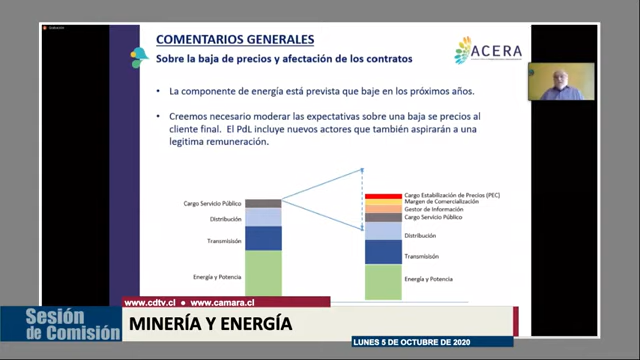 COMENTARIOS GENERALES
Sobre la baja de precios y afectación de los contratos
ACERA
• La componente de energía está prevista que baje en los próximos años.
• Creemos necesario moderar las expectativas sobre una baja se precios al
cliente final. El PdL incluye nuevos actores que también aspirarán a una
legitima remuneración.
Cargo Servicio Público
Distribución
Transmisisón
Energía y Potencia
Cargo Estabilización de Precios (PEC)
Margen de Comercialización
Gestor de Información
Cargo Servicio Público
Distribución
Transmisión
Energía y Potencia
www.cdtv.cl • www.camara.cl
Sesión
de Comisión
MINERÍA Y ENERGÍA
LUNES 5 DE OCTUBRE DE 2020